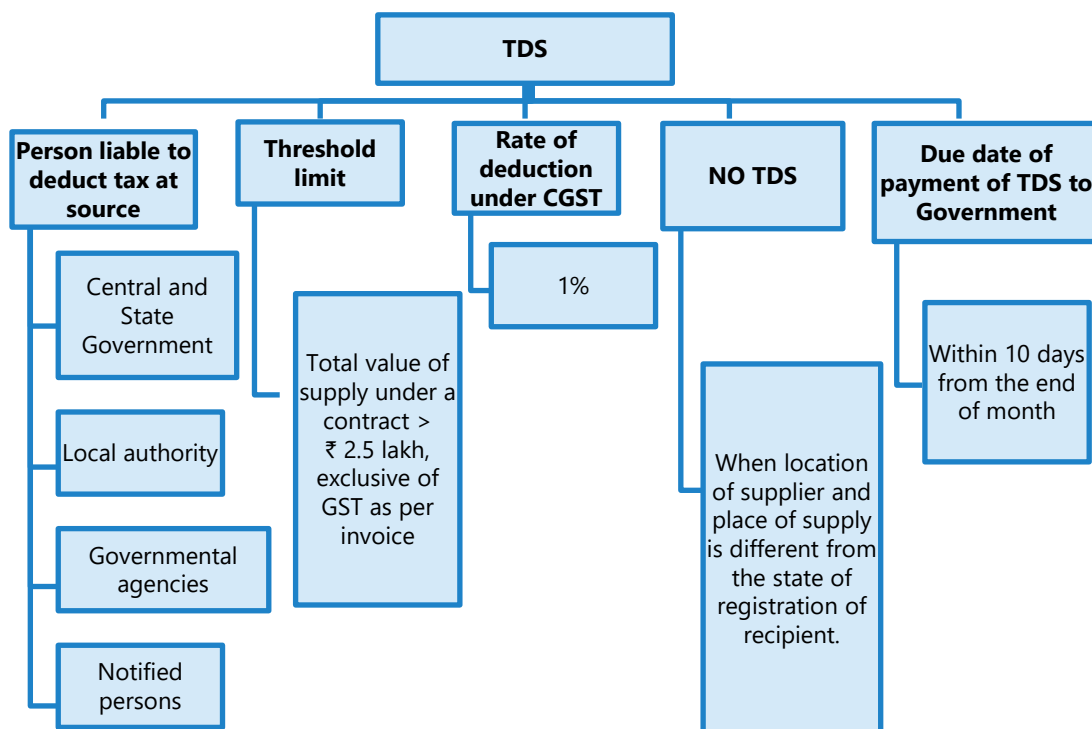 TDS
Person liable to
deduct tax at
source
Central and
State
Government
Local authority
Governmental
agencies
Notified
persons
Threshold
limit
Total value of
supply under a
contract >
₹ 2.5 lakh,
exclusive of
GST as per
invoice
Rate of
deduction
under CGST
1%
NO TDS
When location
of supplier and
place of supply
is different from
the state of
registration of
recipient.
Due date of
payment of TDS to
Government
Within 10 days
from the end
of month